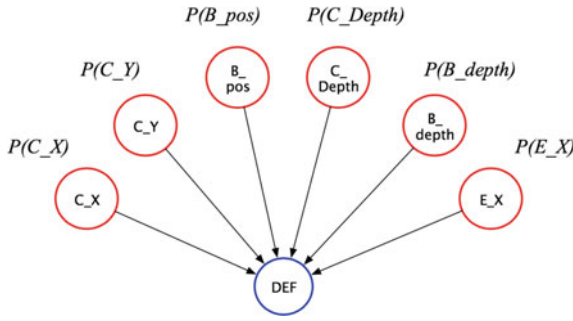 P(B_pos)
P(C_Depth)
P(C_Y)
B_
pos
C_
Depth
P(B_depth)
P(C_X)
C_Y
B_
depth
P(E_X)
C_X
E_X
DEF